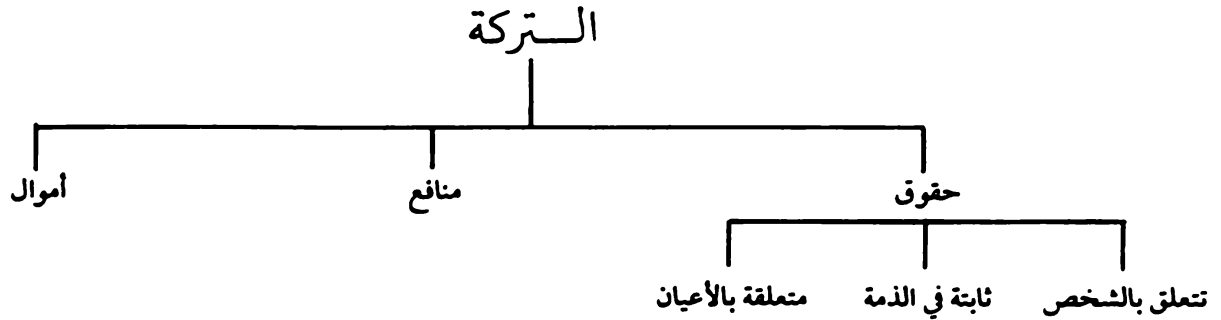 التركة
حقوق منافع أموال
تتعلق بالشخص ثابتة في الذمة متعلقة بالأعيان